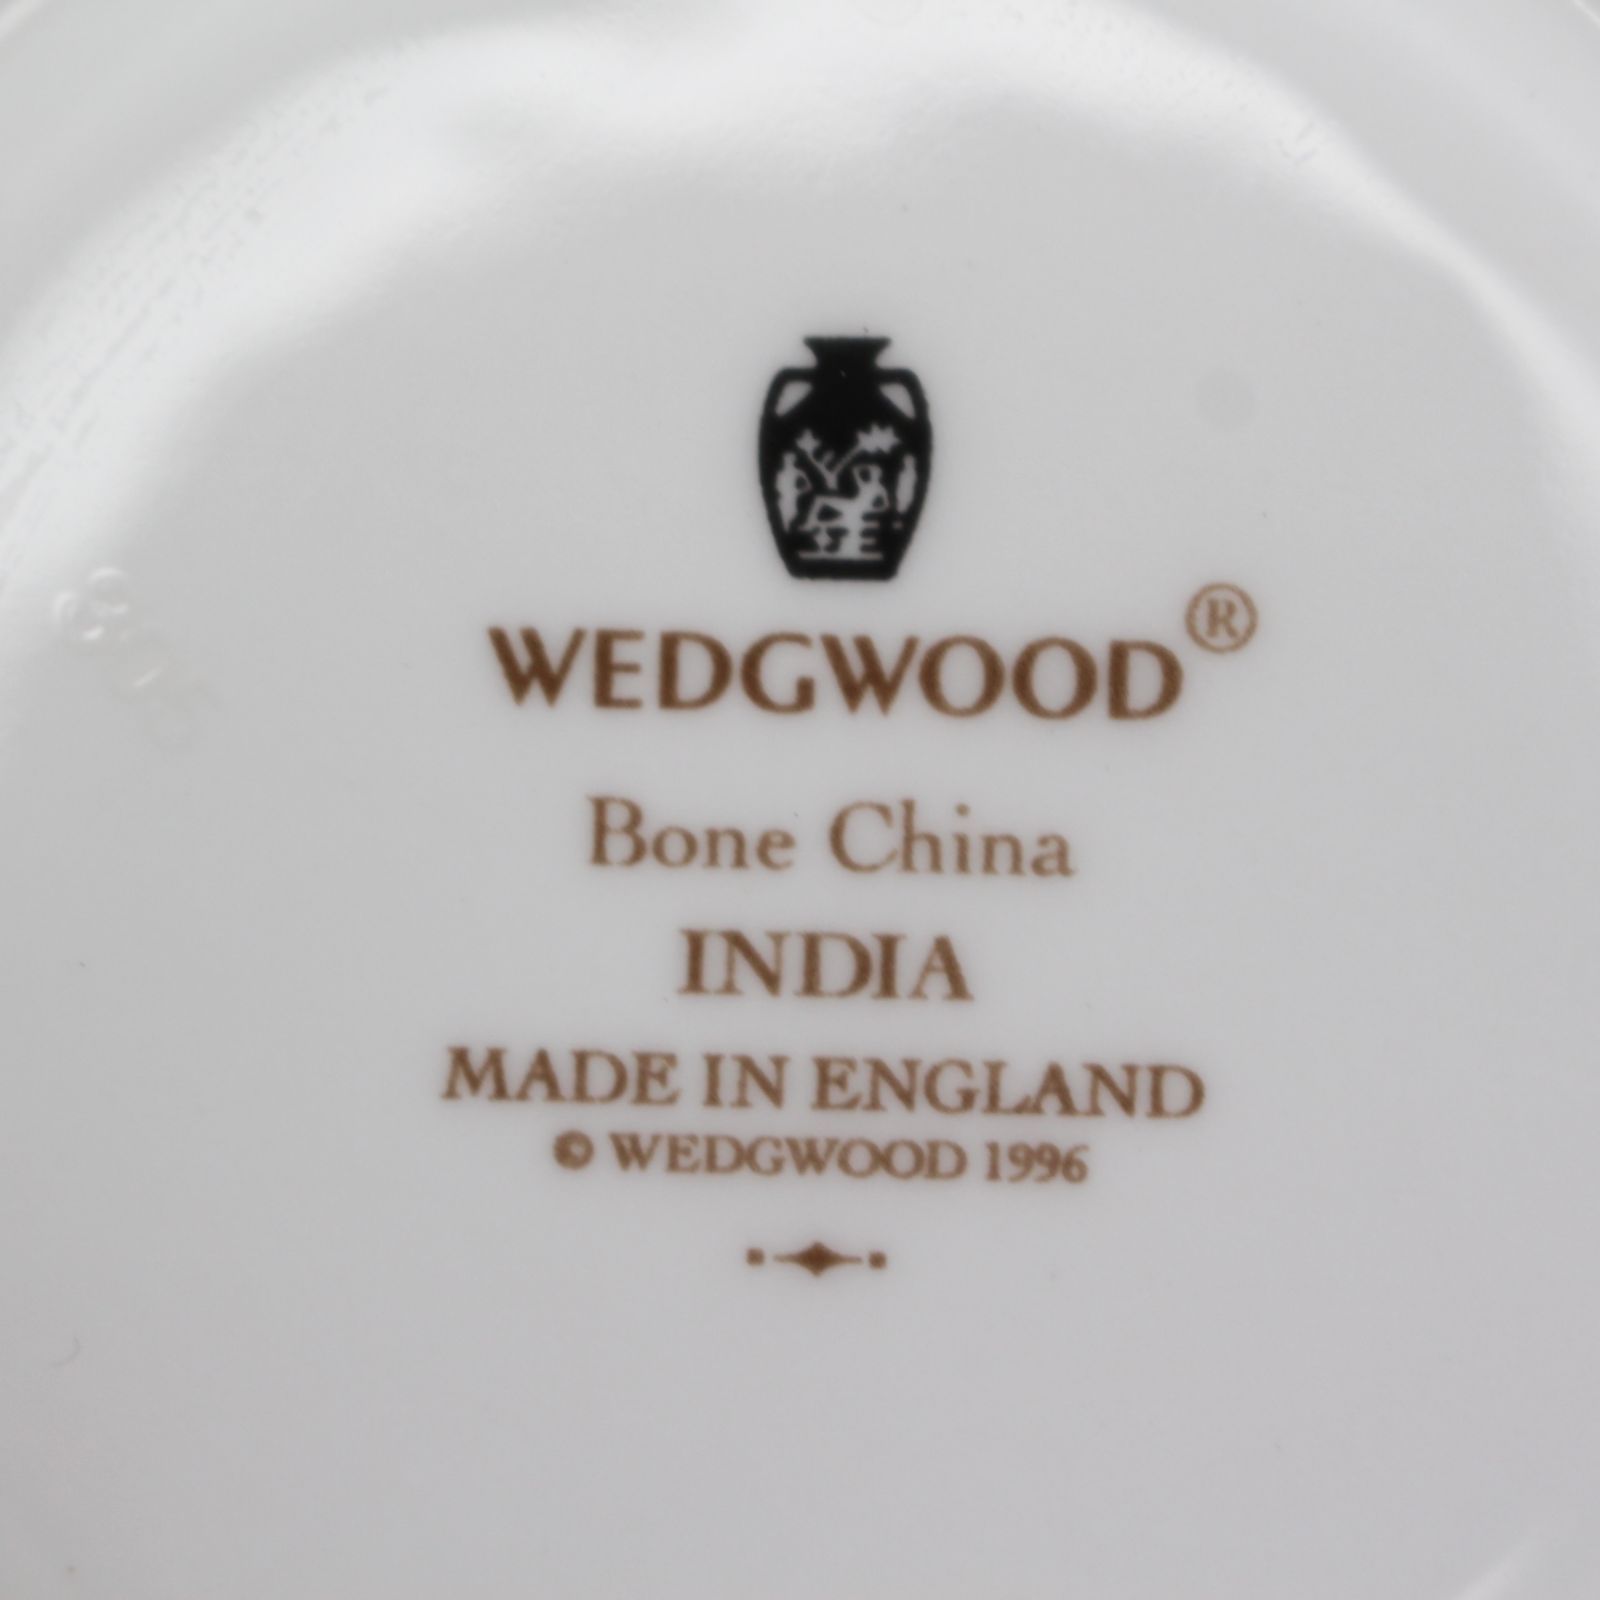 WEDGWOOD®
Bone China
INDIA
MADE IN ENGLAND
© WEDGWOOD 1996